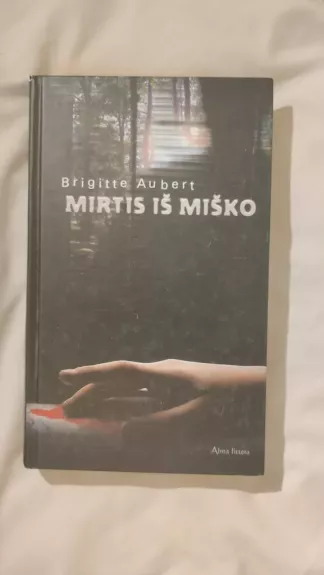 Brigitte Aubert
MIRTIS IŠ MIŠKO
Alma littera